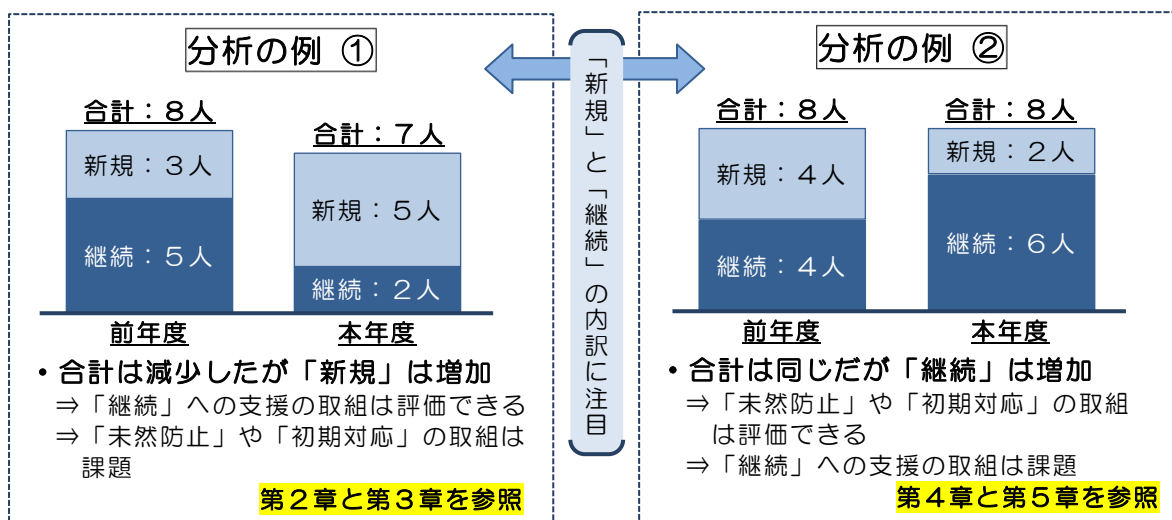 分析の例 ①
合計：８人
新規：３人
継続：５人
前年度
合計：７人
新規：５人
継続：２人
本年度
・合計は減少したが「新規」は増加
⇒「継続」への支援の取組は評価できる
⇒「未然防止」や「初期対応」の取組は
課題
第２章と第３章を参照
「新規」と「継続」の内訳に注目
分析の例 ②
合計：８人
新規：４人
継続：４人
前年度
合計：８人
新規：２人
継続：６人
本年度
・合計は同じだが「継続」は増加
⇒「未然防止」や「初期対応」の取組
は評価できる
⇒「継続」への支援の取組は課題
第４章と第５章を参照